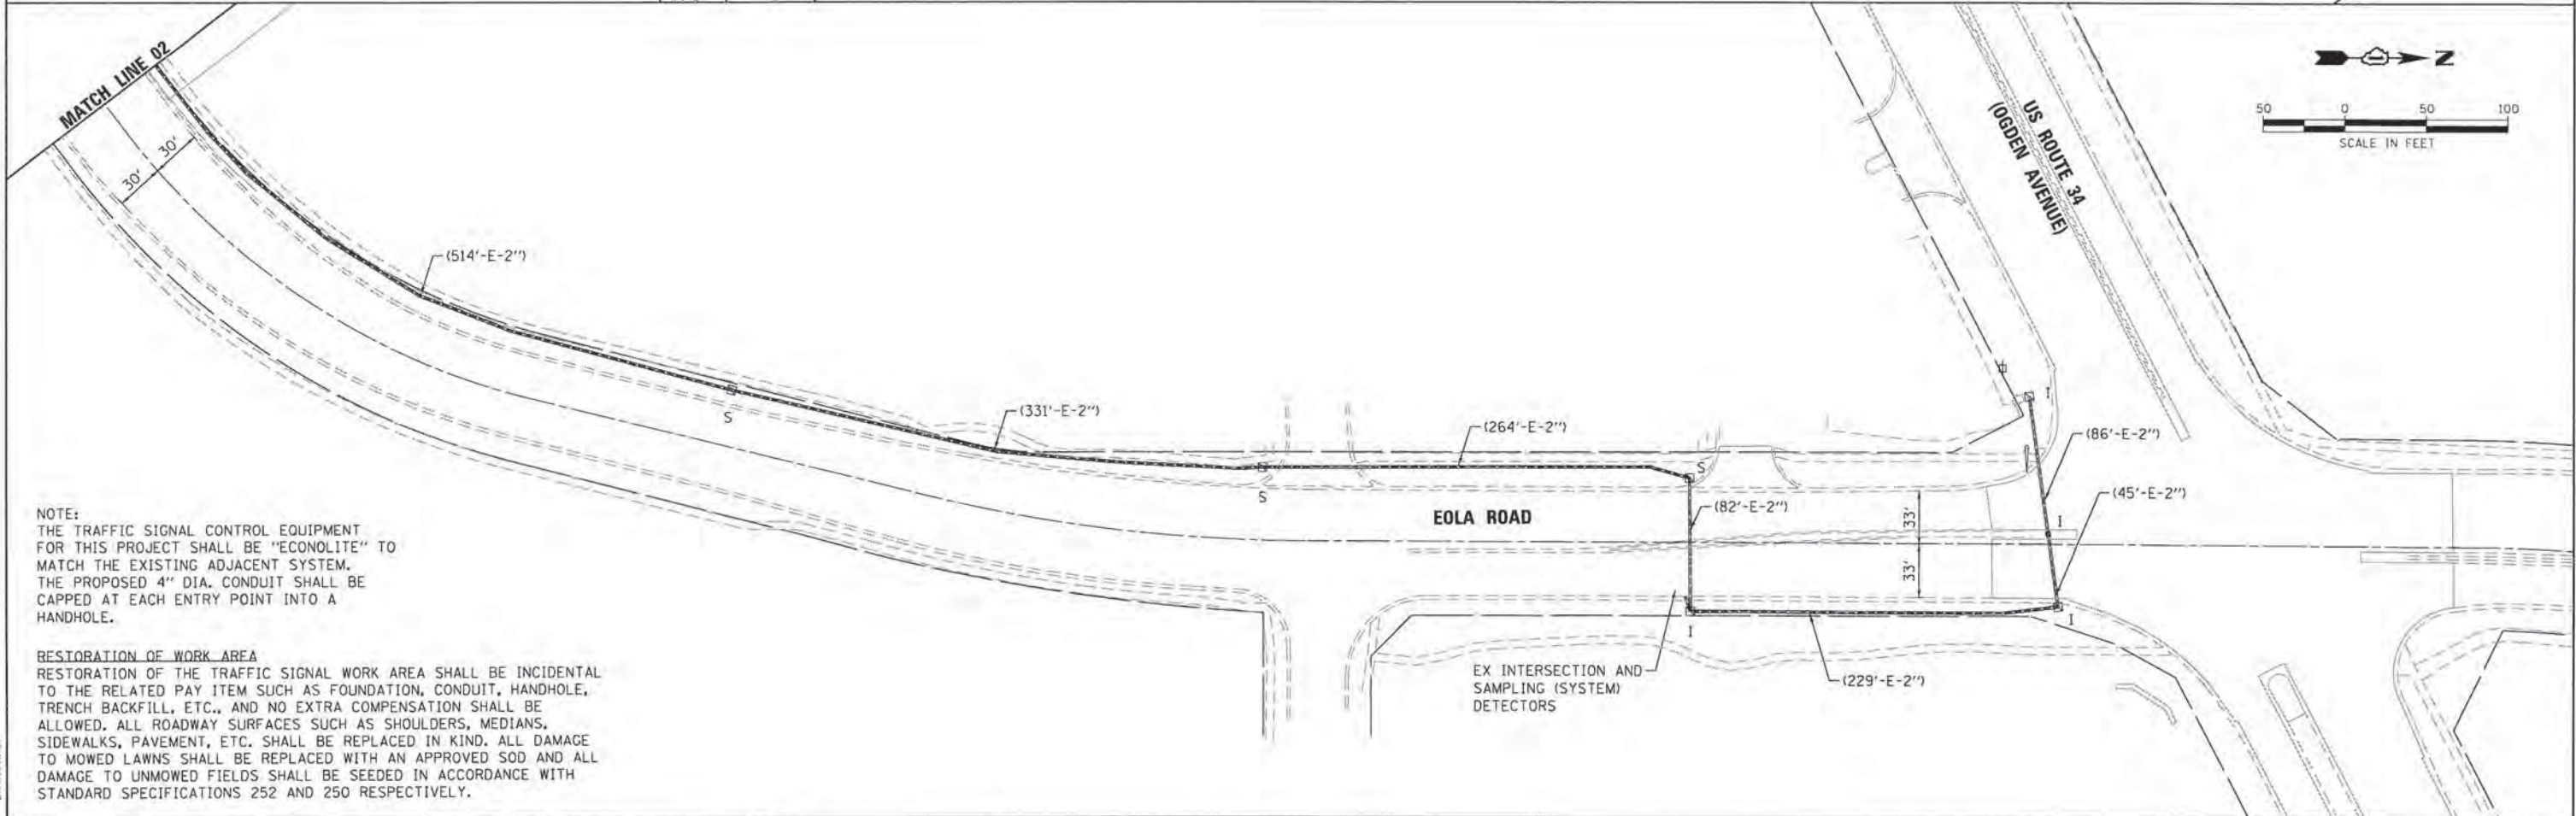 MATCH LINE 02
30'
30'
(514'-E-2")
S
(331'-E-2")
S
(264'-E-2")
S
(82'-E-2")
EOLA ROAD
33'
33'
I
(86'-E-2")
I
(45'-E-2")
I
I
(229'-E-2")
EX INTERSECTION AND
SAMPLING (SYSTEM)
DETECTORS
US ROUTE 34
(OGDEN AVENUE)
N
50 0 50 100
SCALE IN FEET
NOTE:
THE TRAFFIC SIGNAL CONTROL EQUIPMENT
FOR THIS PROJECT SHALL BE "ECONOLITE" TO
MATCH THE EXISTING ADJACENT SYSTEM.
THE PROPOSED 4" DIA. CONDUIT SHALL BE
CAPPED AT EACH ENTRY POINT INTO A
HANDHOLE.
RESTORATION OF WORK AREA
RESTORATION OF THE TRAFFIC SIGNAL WORK AREA SHALL BE INCIDENTAL
TO THE RELATED PAY ITEM SUCH AS FOUNDATION, CONDUIT, HANDHOLE,
TRENCH BACKFILL, ETC., AND NO EXTRA COMPENSATION SHALL BE
ALLOWED. ALL ROADWAY SURFACES SUCH AS SHOULDERS, MEDIANS,
SIDEWALKS, PAVEMENT, ETC. SHALL BE REPLACED IN KIND. ALL DAMAGE
TO MOWED LAWNS SHALL BE REPLACED WITH AN APPROVED SOD AND ALL
DAMAGE TO UNMOWED FIELDS SHALL BE SEEDED IN ACCORDANCE WITH
STANDARD SPECIFICATIONS 252 AND 250 RESPECTIVELY.